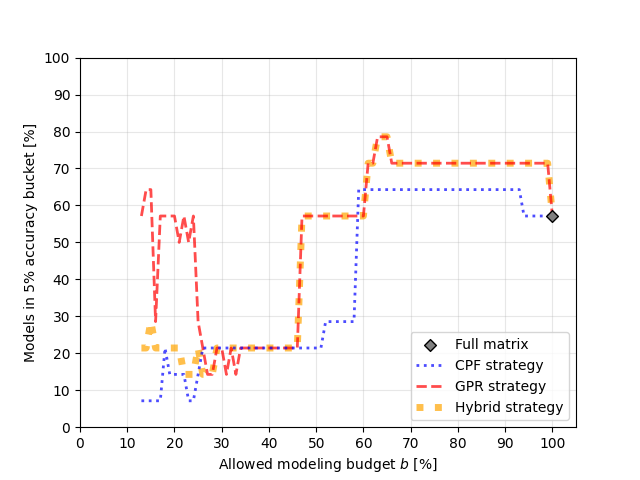 100
90
80
70
60
50
40
30
20
10
0
Models in 5% accuracy bucket [%]
Full matrix
CPF strategy
GPR strategy
Hybrid strategy
0 10 20 30 40 50 60 70 80 90 100
Allowed modeling budget b [%]